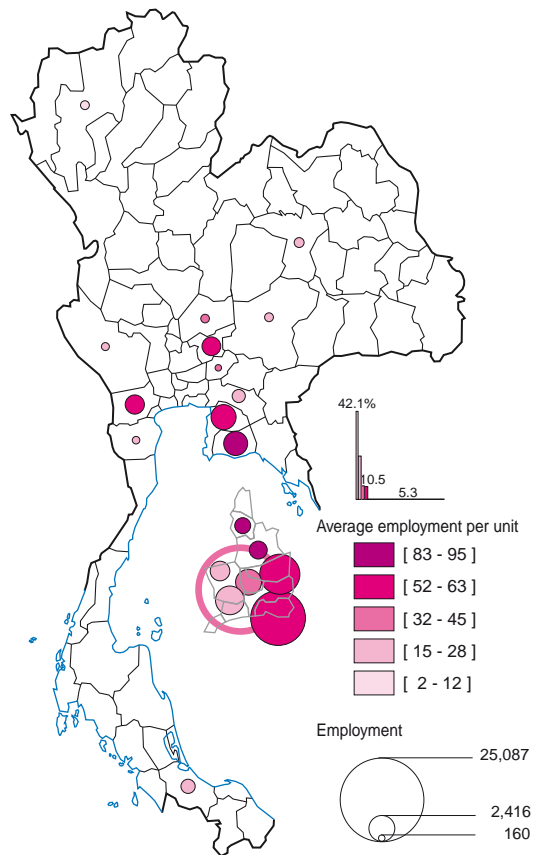 42.1%
10.5
5.3
Average employment per unit
[ 83 - 95 ]
[ 52 - 63 ]
[ 32 - 45 ]
[ 15 - 28 ]
[ 2 - 12 ]
Employment
25,087
2,416
160